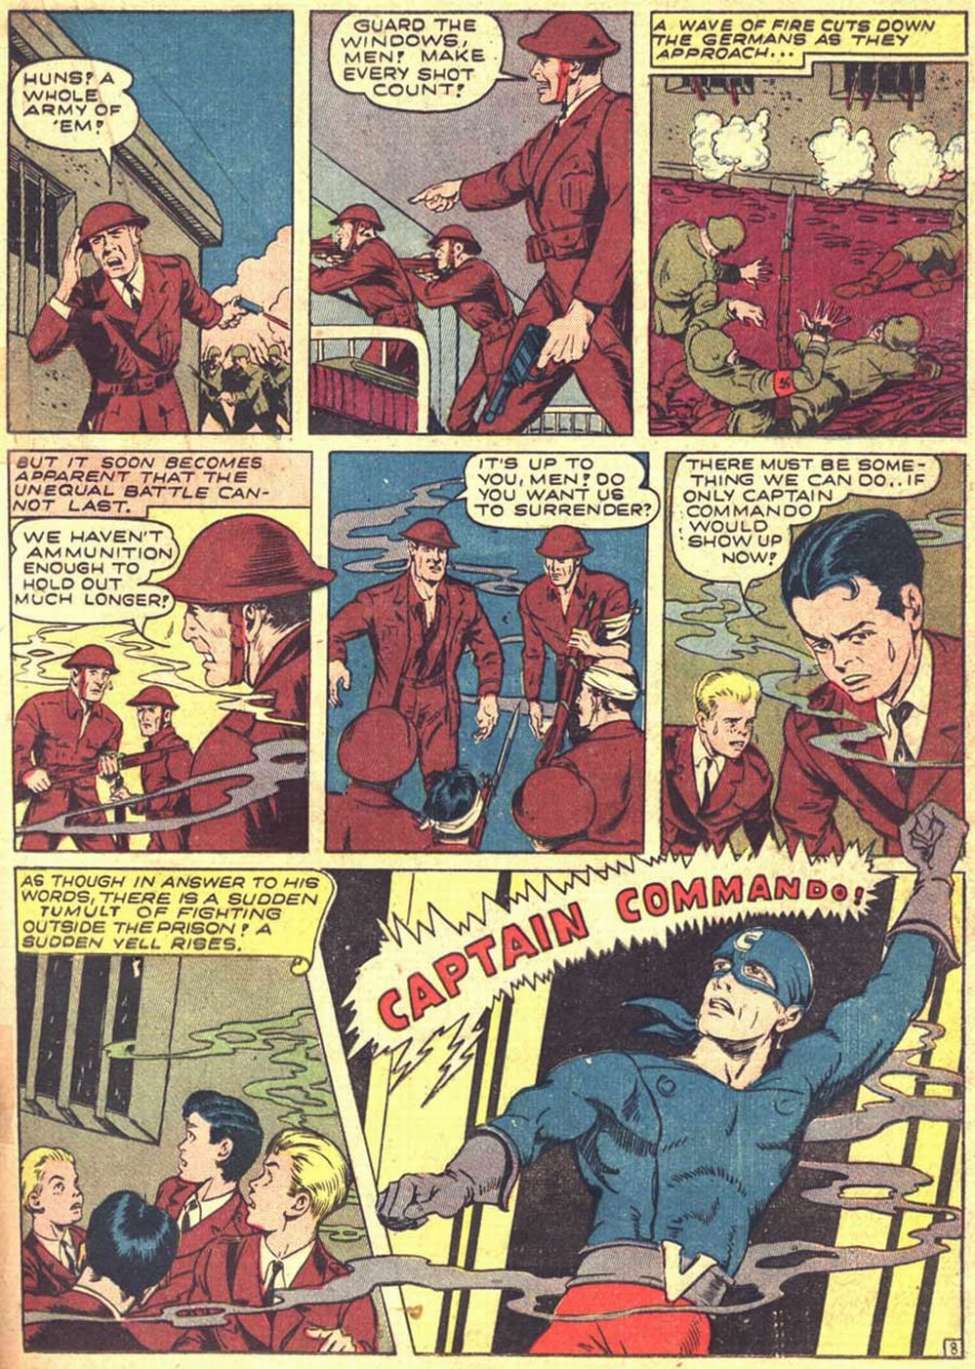 HUNS! A
WHOLE
ARMY OF
'EM!
GUARD THE
WINDOWS,
MEN! MAKE
EVERY SHOT
COUNT!
A WAVE OF FIRE CUTS DOWN
THE GERMANS AS THEY
APPROACH...
BUT IT SOON BECOMES
APPARENT THAT THE
UNEQUAL BATTLE CAN-
NOT LAST.
WE HAVEN'T
AMMUNITION
ENOUGH TO
HOLD OUT
MUCH LONGER!
IT'S UP TO
YOU, MEN! DO
YOU WANT US
TO SURRENDER?
THERE MUST BE SOME-
THING WE CAN DO..IF
ONLY CAPTAIN
COMMANDO
WOULD
SHOW UP
NOW!
AS THOUGH IN ANSWER TO HIS
WORDS, THERE IS A SUDDEN
TUMULT OF FIGHTING
OUTSIDE THE PRISON! A
SUDDEN YELL RISES.
CAPTAIN COMMANDO!
C
V
8